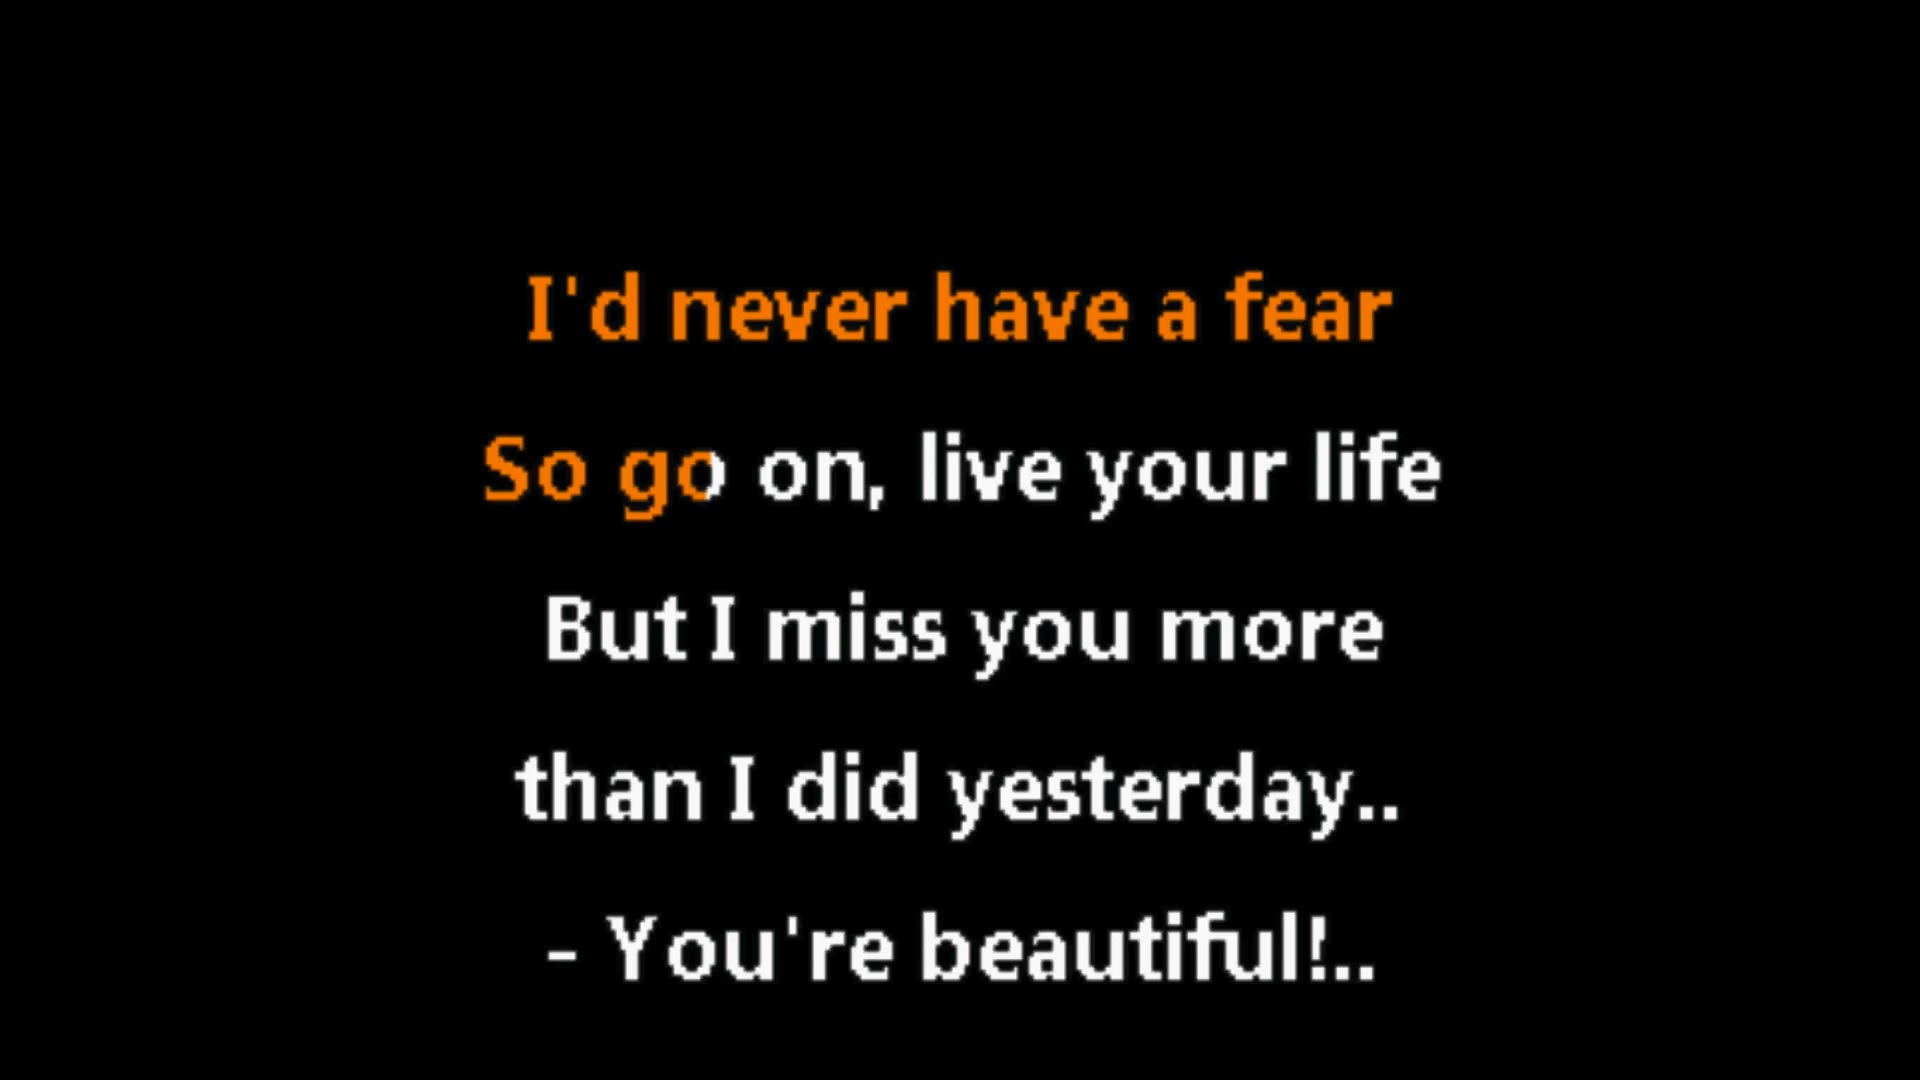 I'd never have a fear
So go on, live your life
But I miss you more
than I did yesterday..
- You're beautiful!..